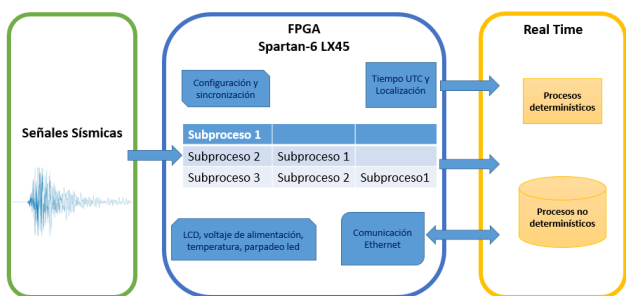 Señales Sísmicas
FPGA
Spartan-6 LX45
Configuración y
sincronización
Tiempo UTC y
Localización
Subproceso 1
Subproceso 2 Subproceso 1
Subproceso 3 Subproceso 2 Subproceso1
LCD, voltaje de alimentación,
temperatura, parpadeo led
Comunicación
Ethernet
Real Time
Procesos
determinísticos
Procesos no
determinísticos